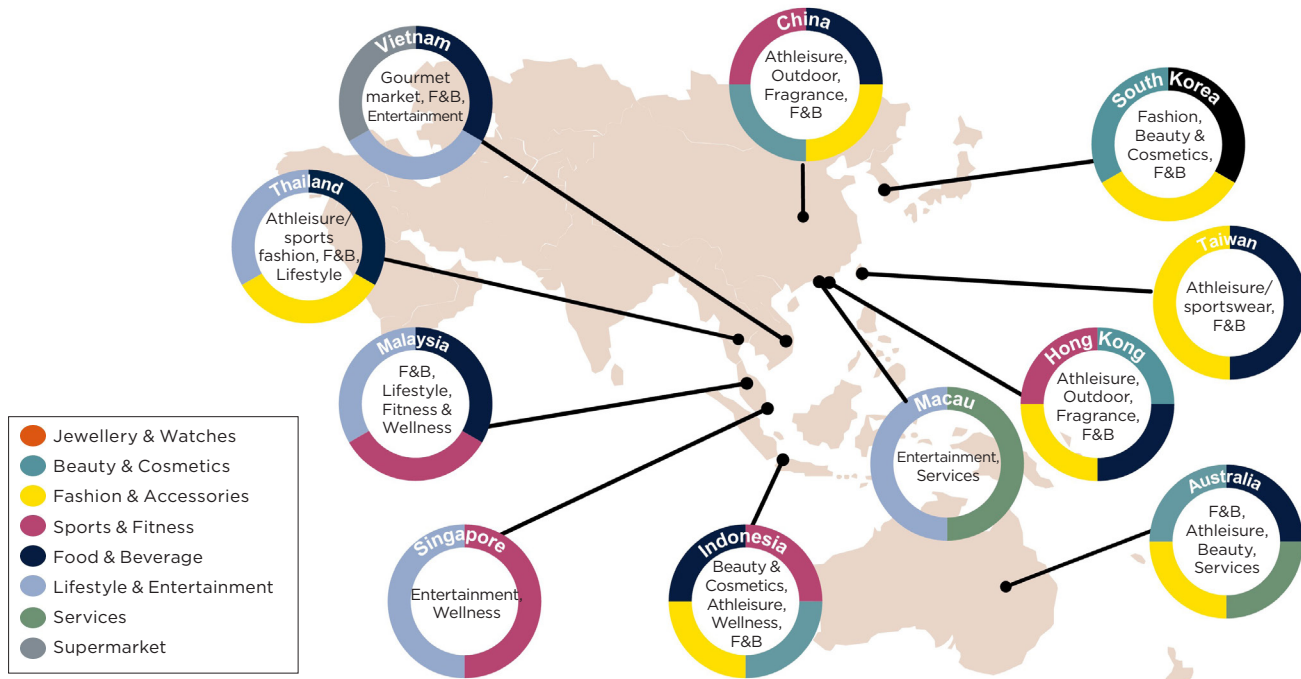 China
Athleisure,
Outdoor,
Fragrance,
F&B
Vietnam
Gourmet
market, F&B,
Entertainment
South Korea
Fashion,
Beauty &
Cosmetics,
F&B
Thailand
Athleisure/
sports
fashion, F&B,
Lifestyle
Taiwan
Athleisure/
sportswear,
F&B
Malaysia
F&B,
Lifestyle,
Fitness &
Wellness
Hong Kong
Athleisure,
Outdoor,
Fragrance,
F&B
Macau
Entertainment,
Services
Australia
F&B,
Athleisure,
Beauty,
Services
Singapore
Entertainment,
Wellness
Indonesia
Beauty &
Cosmetics,
Athleisure,
Wellness,
F&B
Jewellery & Watches
Beauty & Cosmetics
Fashion & Accessories
Sports & Fitness
Food & Beverage
Lifestyle & Entertainment
Services
Supermarket